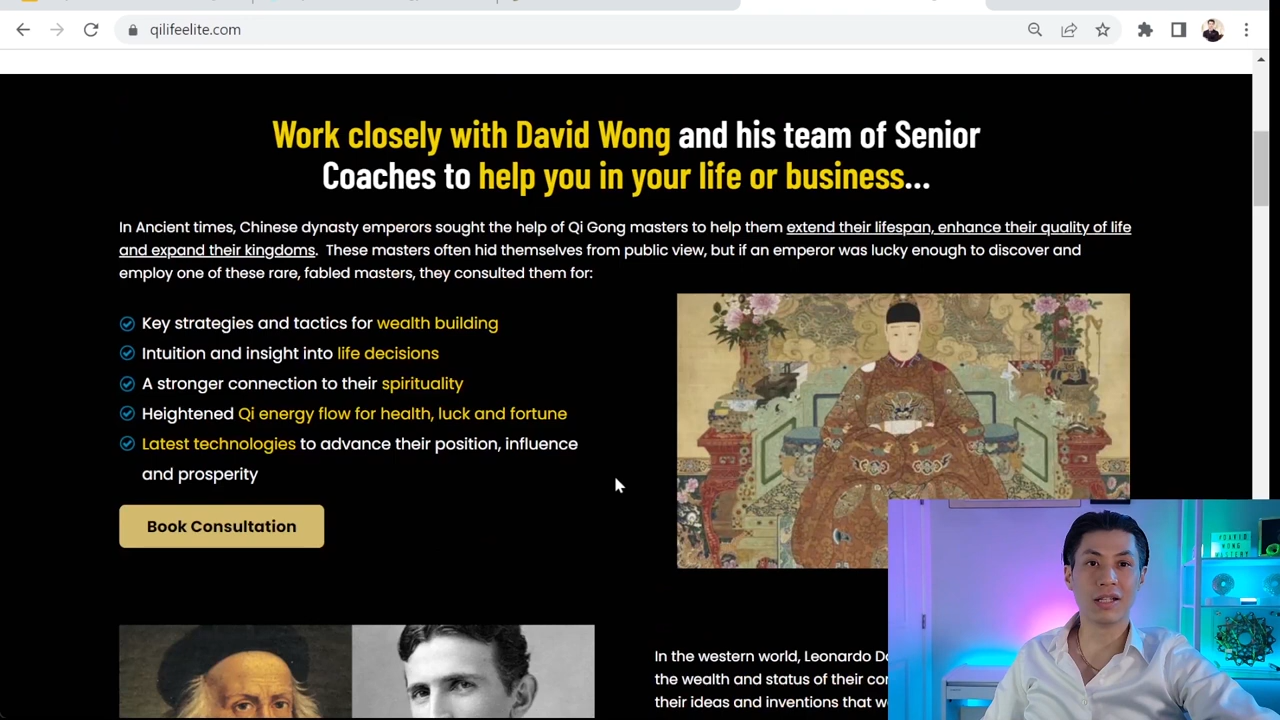 qilifeelite.com
Work closely with David Wong and his team of Senior
Coaches to help you in your life or business...
In Ancient times, Chinese dynasty emperors sought the help of Qi Gong masters to help them extend their lifespan, enhance their quality of life
and expand their kingdoms. These masters often hid themselves from public view, but if an emperor was lucky enough to discover and
employ one of these rare, fabled masters, they consulted them for:
Key strategies and tactics for wealth building
Intuition and insight into life decisions
A stronger connection to their spirituality
Heightened Qi energy flow for health, luck and fortune
Latest technologies to advance their position, influence
and prosperity
Book Consultation
In the western world, Leonardo
the wealth and status of their
their ideas and inventions that
WONG